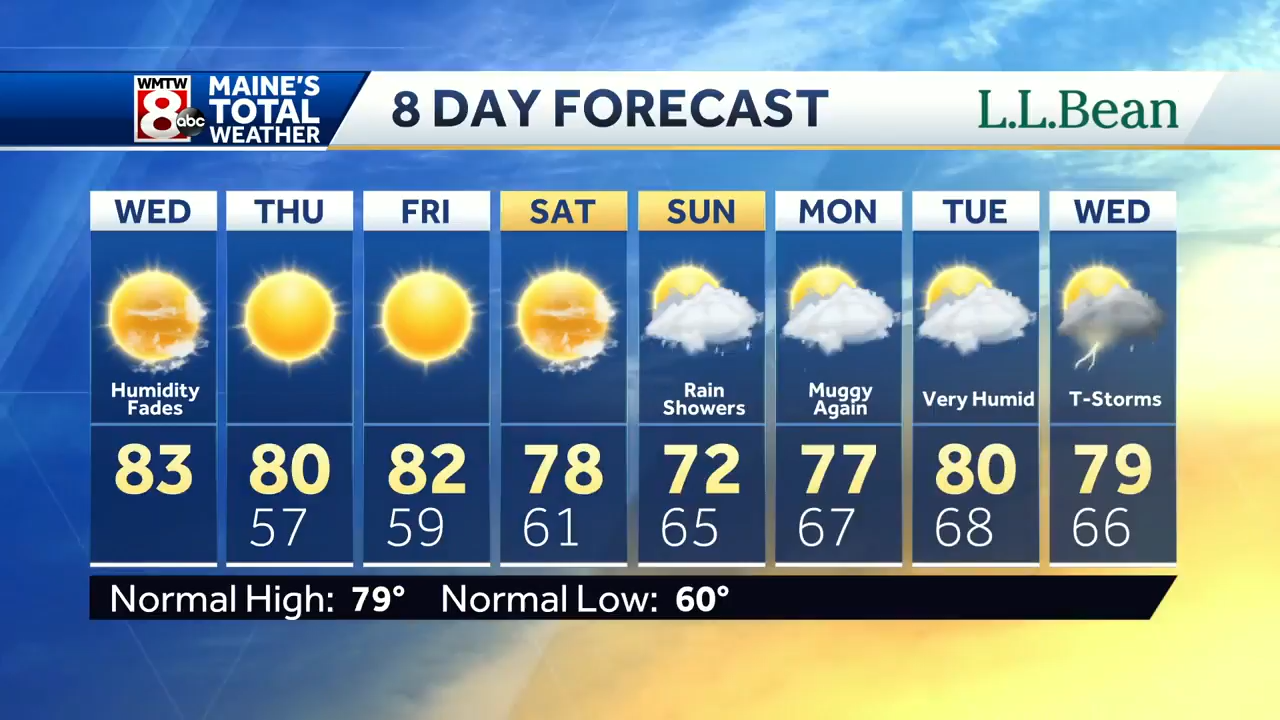 WMTW
8
abc
MAINE'S
TOTAL
WEATHER
8 DAY FORECAST
L.L.Bean
WED THU FRI SAT SUN MON TUE WED
Humidity
Fades
Rain
Showers
Muggy
Again
Very Humid
T-Storms
83 80 82 78 72 77 80 79
57 59 61 65 67 68 66
Normal High: 79° Normal Low: 60°